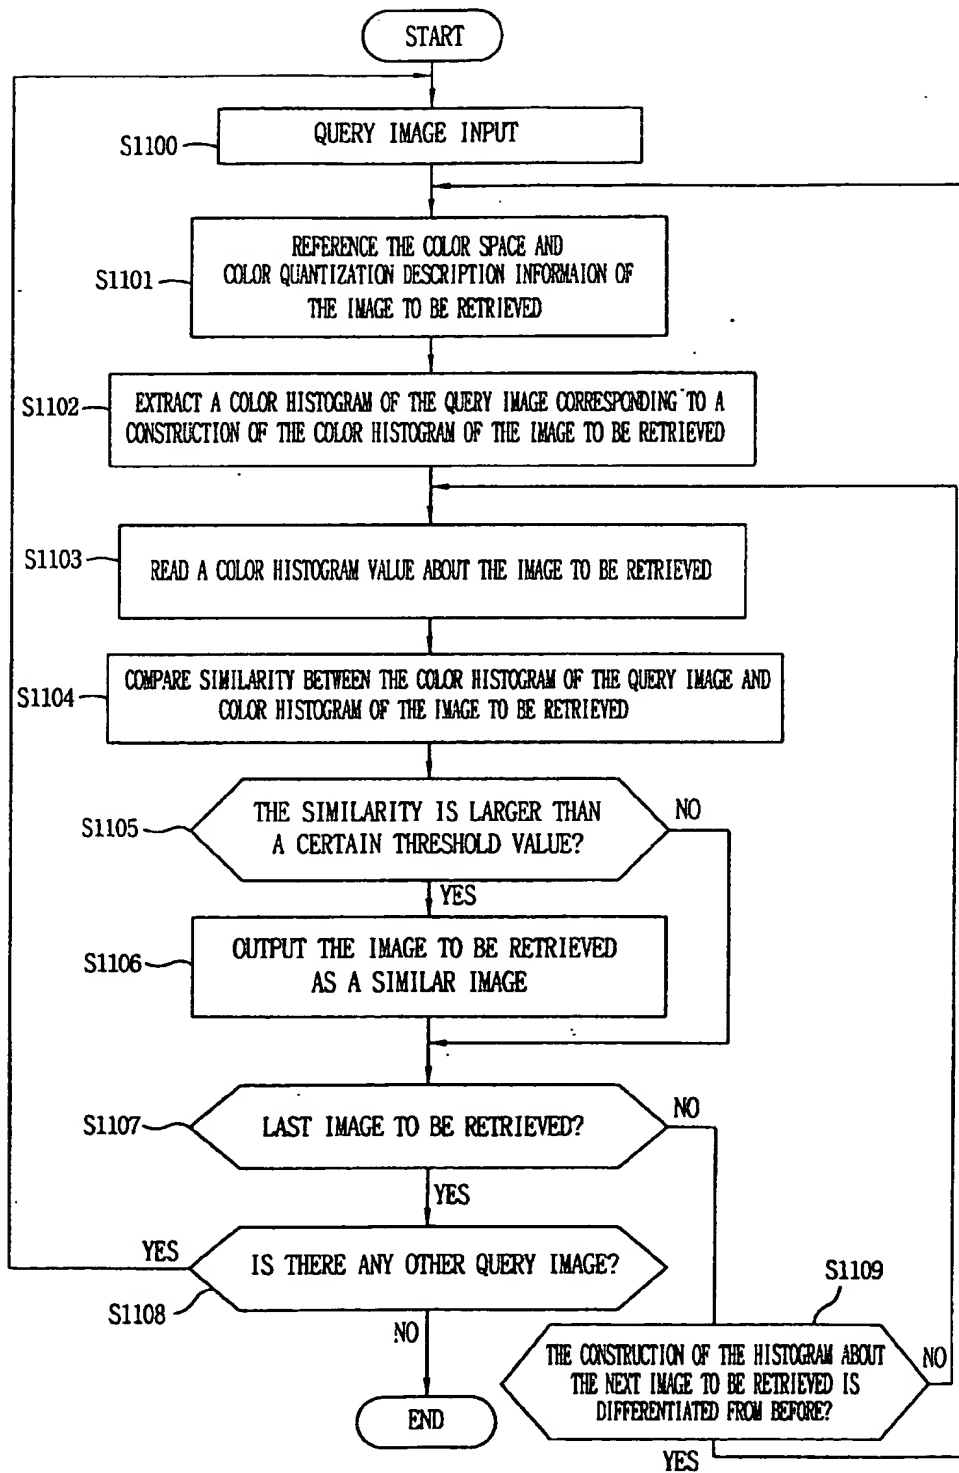 START
S1100
QUERY IMAGE INPUT
S1101
REFERENCE THE COLOR SPACE AND
COLOR QUANTIZATION DESCRIPTION INFORMAION OF
THE IMAGE TO BE RETRIEVED
S1102
EXTRACT A COLOR HISTOGRAM OF THE QUERY IMAGE CORRESPONDING TO A
CONSTRUCTION OF THE COLOR HISTOGRAM OF THE IMAGE TO BE RETRIEVED
S1103
READ A COLOR HISTOGRAM VALUE ABOUT THE IMAGE TO BE RETRIEVED
S1104
COMPARE SIMILARITY BETWEEN THE COLOR HISTOGRAM OF THE QUERY IMAGE AND
COLOR HISTOGRAM OF THE IMAGE TO BE RETRIEVED
S1105
THE SIMILARITY IS LARGER THAN
A CERTAIN THRESHOLD VALUE?
NO
YES
S1106
OUTPUT THE IMAGE TO BE RETRIEVED
AS A SIMILAR IMAGE
S1107
LAST IMAGE TO BE RETRIEVED?
NO
YES
YES
IS THERE ANY OTHER QUERY IMAGE?
S1108
NO
END
S1109
THE CONSTRUCTION OF THE HISTOGRAM ABOUT
THE NEXT IMAGE TO BE RETRIEVED IS
DIFFERENTIATED FROM BEFORE?
NO
YES